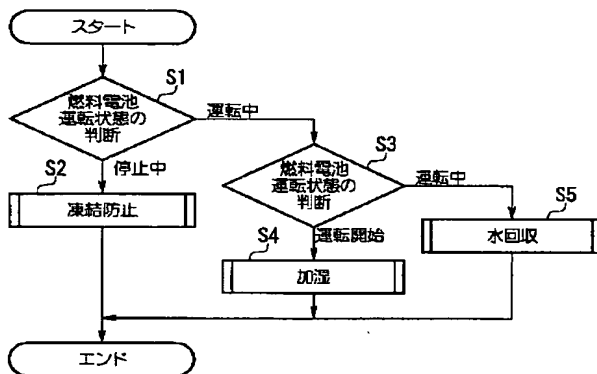 スタート
S1
燃料電池
運転状態の
判断
運転中
停止中
S2
凍結防止
S3
燃料電池
運転状態の
判断
運転中
運転開始
S4
加湿
S5
水回収
エンド